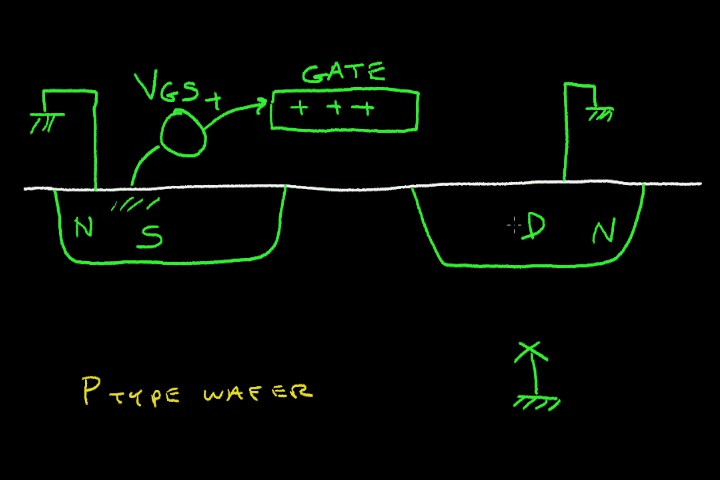 GATE
VGS +
+ + +
N S D N
P TYPE WAFER